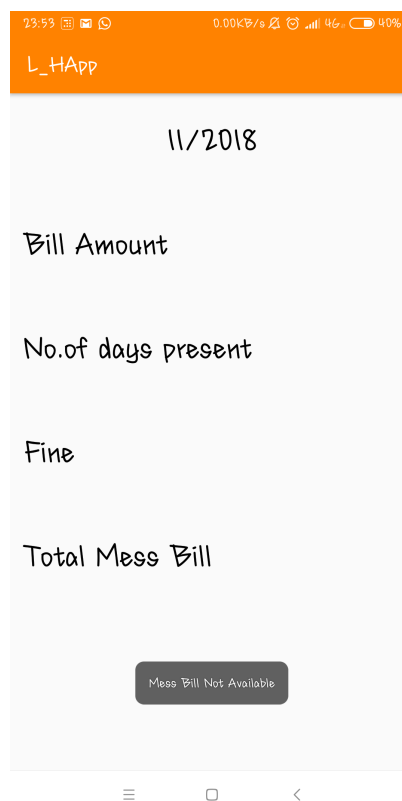 23:53 0.00KB/s 4G 40%
L_HApp
11/2018
Bill Amount
No.of days present
Fine
Total Mess Bill
Mess Bill Not Available